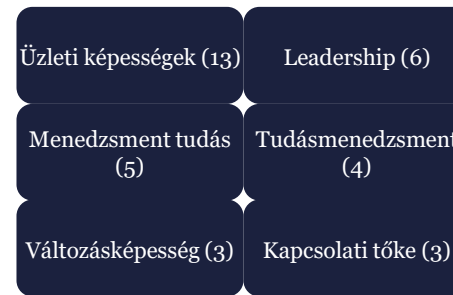 Üzleti képességek (13)
Leadership (6)
Menedzsment tudás
(5)
Tudásmenedzsment
(4)
Változásképesség (3)
Kapcsolati tőke (3)